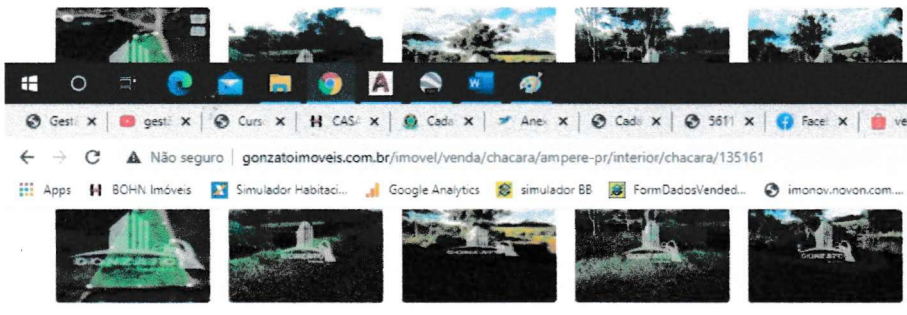 Gest X gest X Curs X CASA X Cada X Anex X Cada X 5611 X Facel X ve
Não seguro | gonzatoimoveis.com.br/imovel/venda/chacara/ampere-pr/interior/chacara/135161
Apps BOHN Imóveis Simulador Habitaci... Google Analytics simulador BB FormDadosVended... imonov.novon.com....